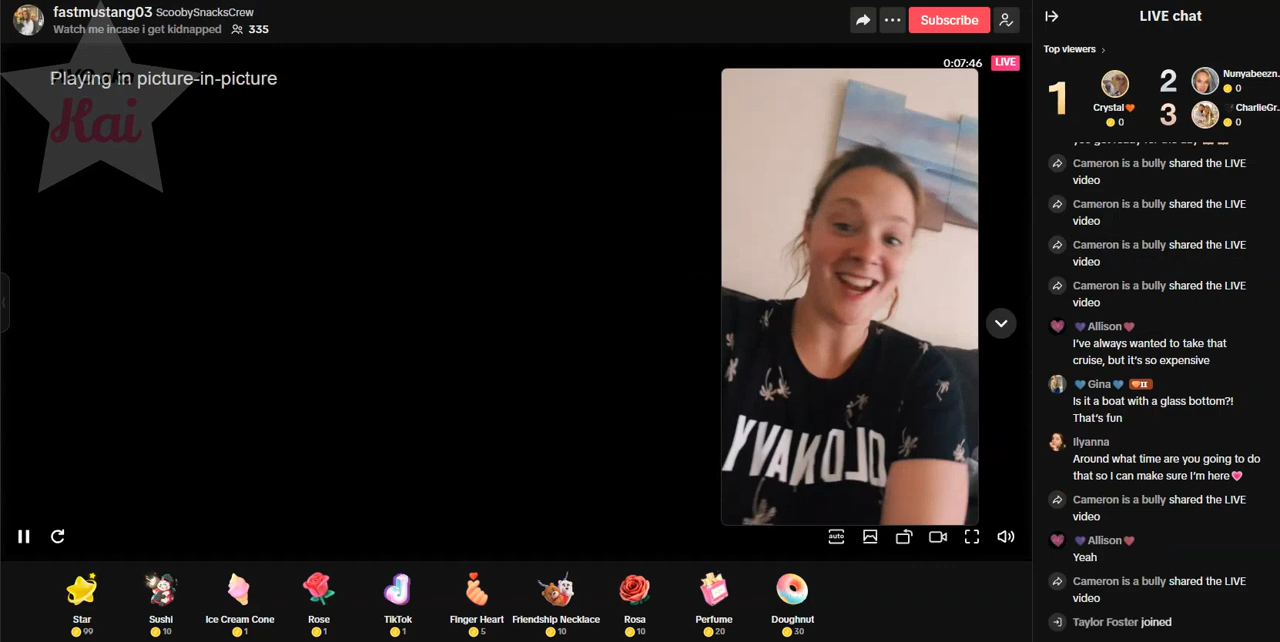 fastmustang03 ScoobySnacksCrew
Watch me incase i get kidnapped 335
Subscribe
Playing in picture-in-picture
Kai
0:07:46 LIVE
OLD NAVY
Star
99
Sushi
10
Ice Cream Cone
1
Rose
1
TikTok
1
Finger Heart
5
Friendship Necklace
10
Rosa
10
Perfume
20
Doughnut
30
auto
LIVE chat
Top viewers
1
Crystal
0
2
Nunyabeezn...
0
3
CharlieGr...
0
Cameron is a bully shared the LIVE
video
Cameron is a bully shared the LIVE
video
Cameron is a bully shared the LIVE
video
Cameron is a bully shared the LIVE
video
Allison
I've always wanted to take that
cruise, but it's so expensive
Gina II
Is it a boat with a glass bottom?!
That's fun
Ilyanna
Around what time are you going to do
that so I can make sure I'm here
Cameron is a bully shared the LIVE
video
Allison
Yeah
Cameron is a bully shared the LIVE
video
Taylor Foster joined